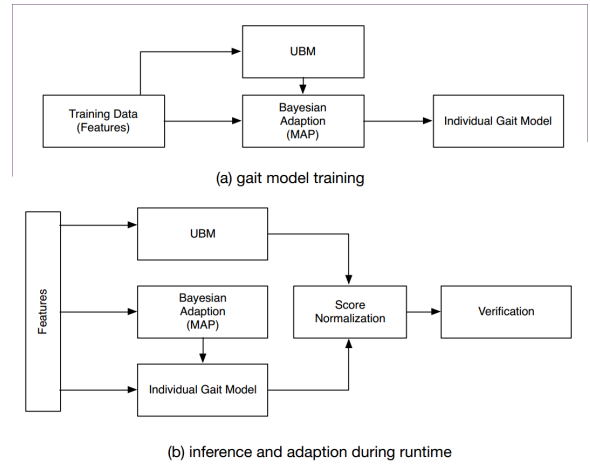 UBM
Training Data
(Features)
Bayesian
Adaption
(MAP)
Individual Gait Model
(a) gait model training
Features
UBM
Bayesian
Adaption
(MAP)
Individual Gait Model
Score
Normalization
Verification
(b) inference and adaption during runtime